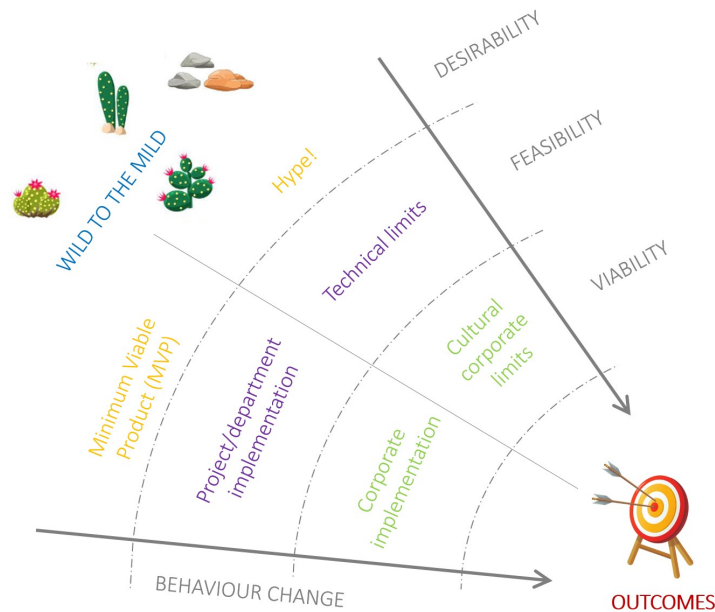 DESIRABILITY
FEASIBILITY
VIABILITY
WILD TO THE MILD
Hype!
Technical limits
Cultural
corporate
limits
Minimum Viable
Product (MVP)
Project/department
implementation
Corporate
implementation
BEHAVIOUR CHANGE
OUTCOMES